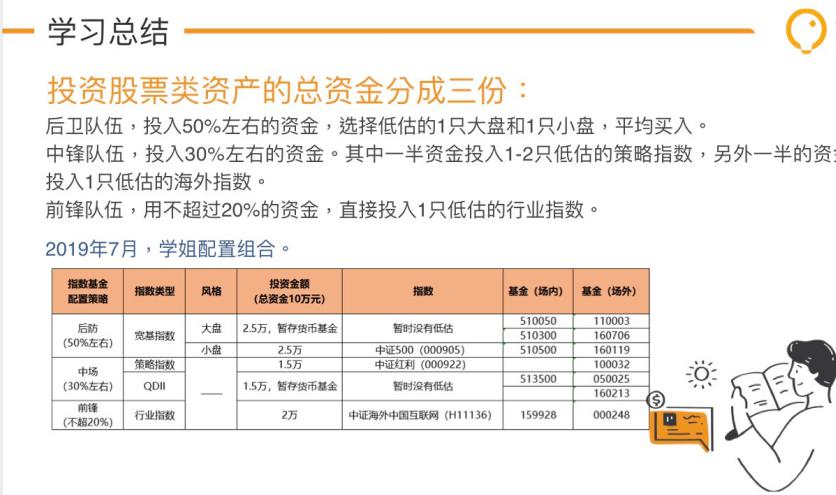 学习总结
投资股票类资产的总资金分成三份：
后卫队伍，投入50%左右的资金，选择低估的1只大盘和1只小盘，平均买入。
中锋队伍，投入30%左右的资金。其中一半资金投入1-2只低估的策略指数，另外一半的资
投入1只低估的海外指数。
前锋队伍，用不超过20%的资金，直接投入1只低估的行业指数。
2019年7月，学姐配置组合。
指数基金配置策略 指数类型 风格 投资金额（总资金10万元） 指数 基金（场内） 基金（场外）
后防（50%左右） 宽基指数 大盘 2.5万，暂存货币基金 暂时没有低估 510050 110003
510300 160706
小盘 2.5万 中证500（000905） 510500 160119
中场（30%左右） 策略指数 —— 1.5万 中证红利（000922） 100032
QDII 1.5万，暂存货币基金 暂时没有低估 513500 050025
160213
前锋（不超20%） 行业指数 2万 中证海外中国互联网（H11136） 159928 000248
$